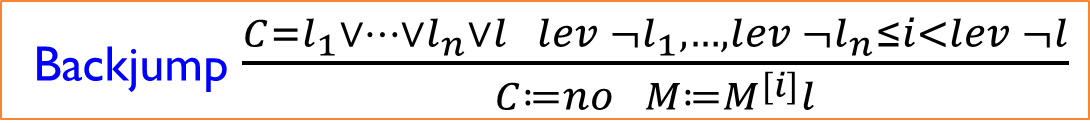 Backjump C=l₁∨⋯∨lₙ∨l lev ¬l₁,…,lev ¬lₙ≤i<lev ¬l
C:=no M:=M^[i]l